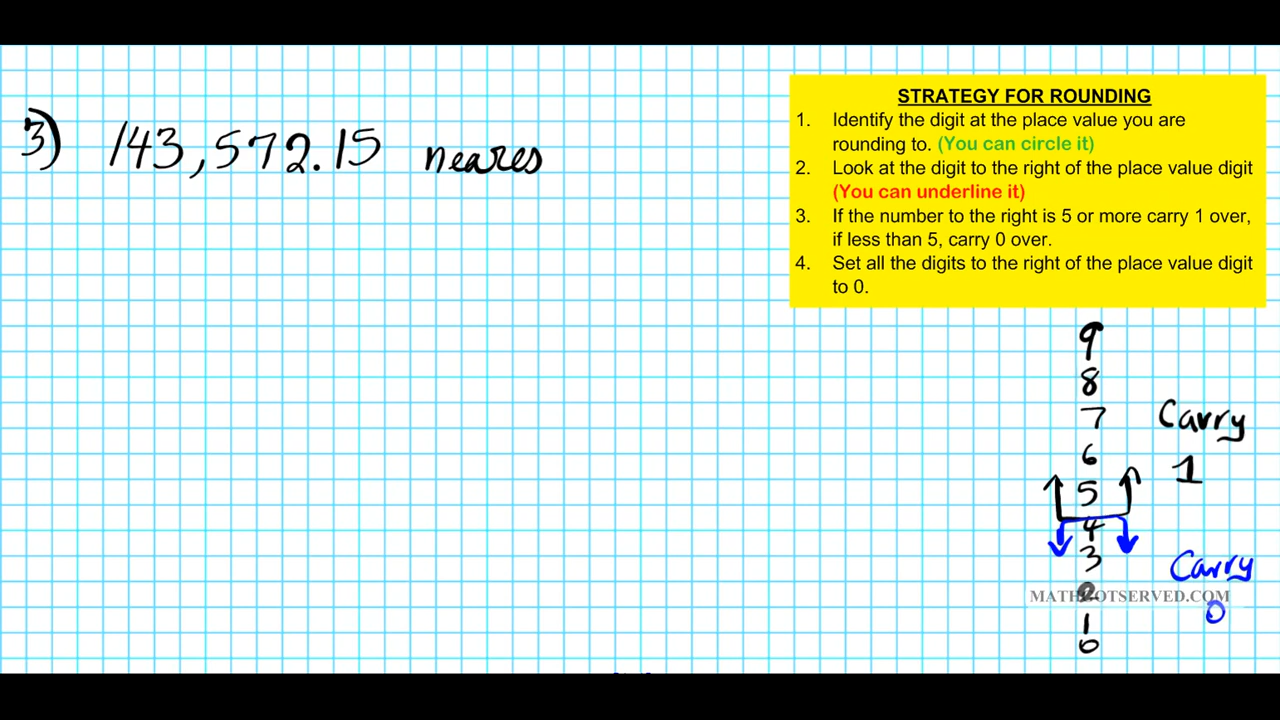 3) 143,572.15 neares
STRATEGY FOR ROUNDING
1. Identify the digit at the place value you are
rounding to. (You can circle it)
2. Look at the digit to the right of the place value digit
(You can underline it)
3. If the number to the right is 5 or more carry 1 over,
if less than 5, carry 0 over.
4. Set all the digits to the right of the place value digit
to 0.
9
8
7
6
5
4
3
2
1
0
Carry
1
Carry
0
MATHGOTSERVED.COM